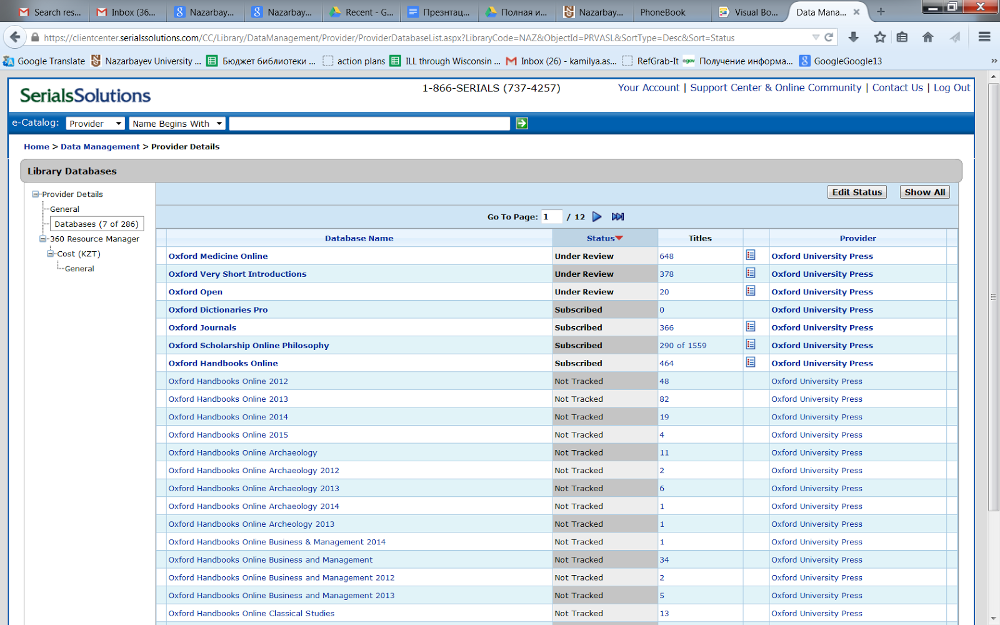 Search res... Inbox (36... Nazarbay... Nazarbay... Recent - G... Презнтац... Полная и... Nazarbay... PhoneBook Visual Bo... Data Mana...
https://clientcenter.serialssolutions.com/CC/Library/DataManagement/Provider/ProviderDatabaseList.aspx?LibraryCode=NAZ&ObjectId=PRVASL&SortType=Desc&Sort=Status
Google Translate Nazarbayev University ... Бюджет библиотеки ... action plans ILL through Wisconsin ... Inbox (26) - kamilya.as... RefGrab-It egov Получение информа... GoogleGoogle13
SerialsSolutions 1-866-SERIALS (737-4257) Your Account | Support Center & Online Community | Contact Us | Log Out
e-Catalog: Provider Name Begins With
Home > Data Management > Provider Details
Library Databases
Provider Details
General
Databases (7 of 286)
360 Resource Manager
Cost (KZT)
General
Edit Status Show All
Go To Page: 1 / 12
Database Name Status Titles Provider
Oxford Medicine Online Under Review 648 Oxford University Press
Oxford Very Short Introductions Under Review 378 Oxford University Press
Oxford Open Under Review 20 Oxford University Press
Oxford Dictionaries Pro Subscribed 0 Oxford University Press
Oxford Journals Subscribed 366 Oxford University Press
Oxford Scholarship Online Philosophy Subscribed 290 of 1559 Oxford University Press
Oxford Handbooks Online Subscribed 464 Oxford University Press
Oxford Handbooks Online 2012 Not Tracked 48 Oxford University Press
Oxford Handbooks Online 2013 Not Tracked 82 Oxford University Press
Oxford Handbooks Online 2014 Not Tracked 19 Oxford University Press
Oxford Handbooks Online 2015 Not Tracked 4 Oxford University Press
Oxford Handbooks Online Archaeology Not Tracked 11 Oxford University Press
Oxford Handbooks Online Archaeology 2012 Not Tracked 2 Oxford University Press
Oxford Handbooks Online Archaeology 2013 Not Tracked 6 Oxford University Press
Oxford Handbooks Online Archaeology 2014 Not Tracked 1 Oxford University Press
Oxford Handbooks Online Archeology 2013 Not Tracked 1 Oxford University Press
Oxford Handbooks Online Business & Management 2014 Not Tracked 1 Oxford University Press
Oxford Handbooks Online Business and Management Not Tracked 34 Oxford University Press
Oxford Handbooks Online Business and Management 2012 Not Tracked 2 Oxford University Press
Oxford Handbooks Online Business and Management 2013 Not Tracked 5 Oxford University Press
Oxford Handbooks Online Classical Studies Not Tracked 13 Oxford University Press